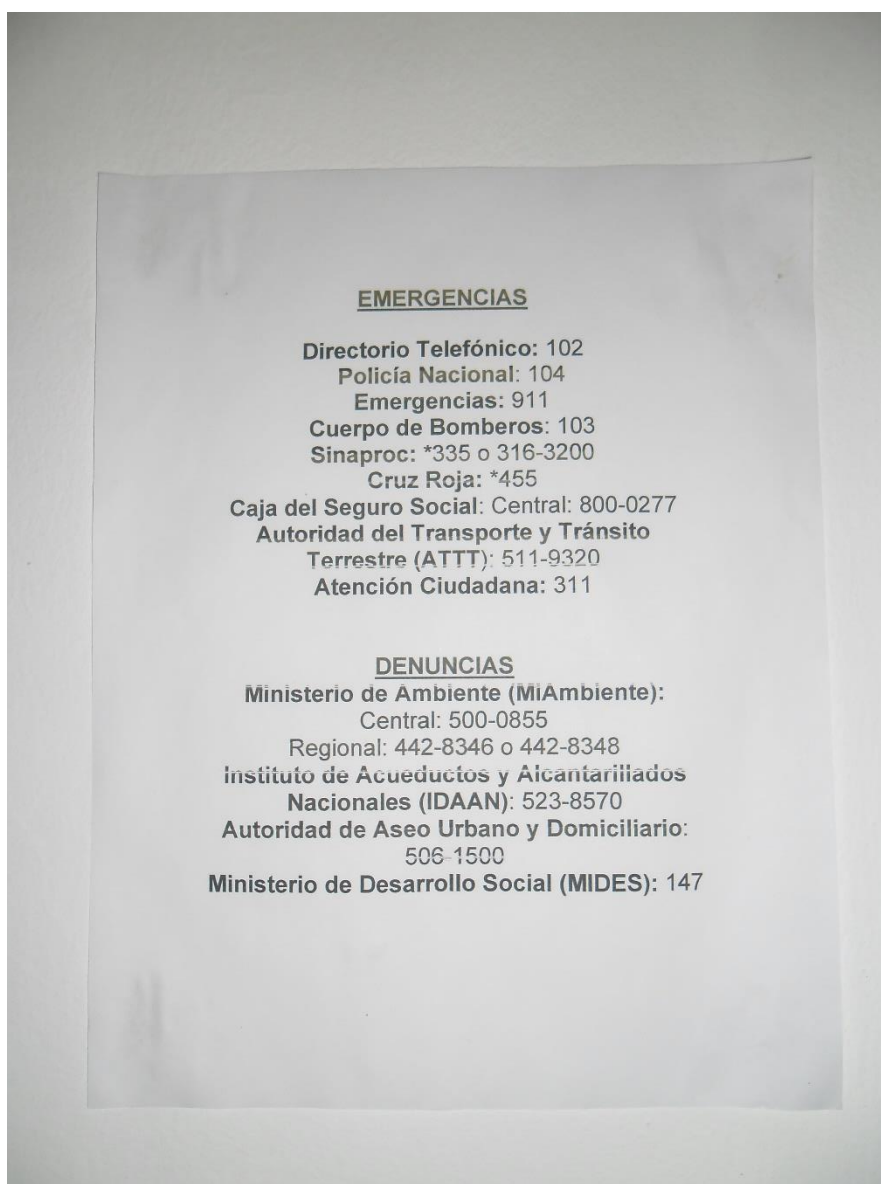 EMERGENCIAS
Directorio Telefónico: 102
Policía Nacional: 104
Emergencias: 911
Cuerpo de Bomberos: 103
Sinaproc: *335 o 316-3200
Cruz Roja: *455
Caja del Seguro Social: Central: 800-0277
Autoridad del Transporte y Tránsito
Terrestre (ATTT): 511-9320
Atención Ciudadana: 311
DENUNCIAS
Ministerio de Ambiente (MiAmbiente):
Central: 500-0855
Regional: 442-8346 o 442-8348
Instituto de Acueductos y Alcantarillados
Nacionales (IDAAN): 523-8570
Autoridad de Aseo Urbano y Domiciliario:
506-1500
Ministerio de Desarrollo Social (MIDES): 147